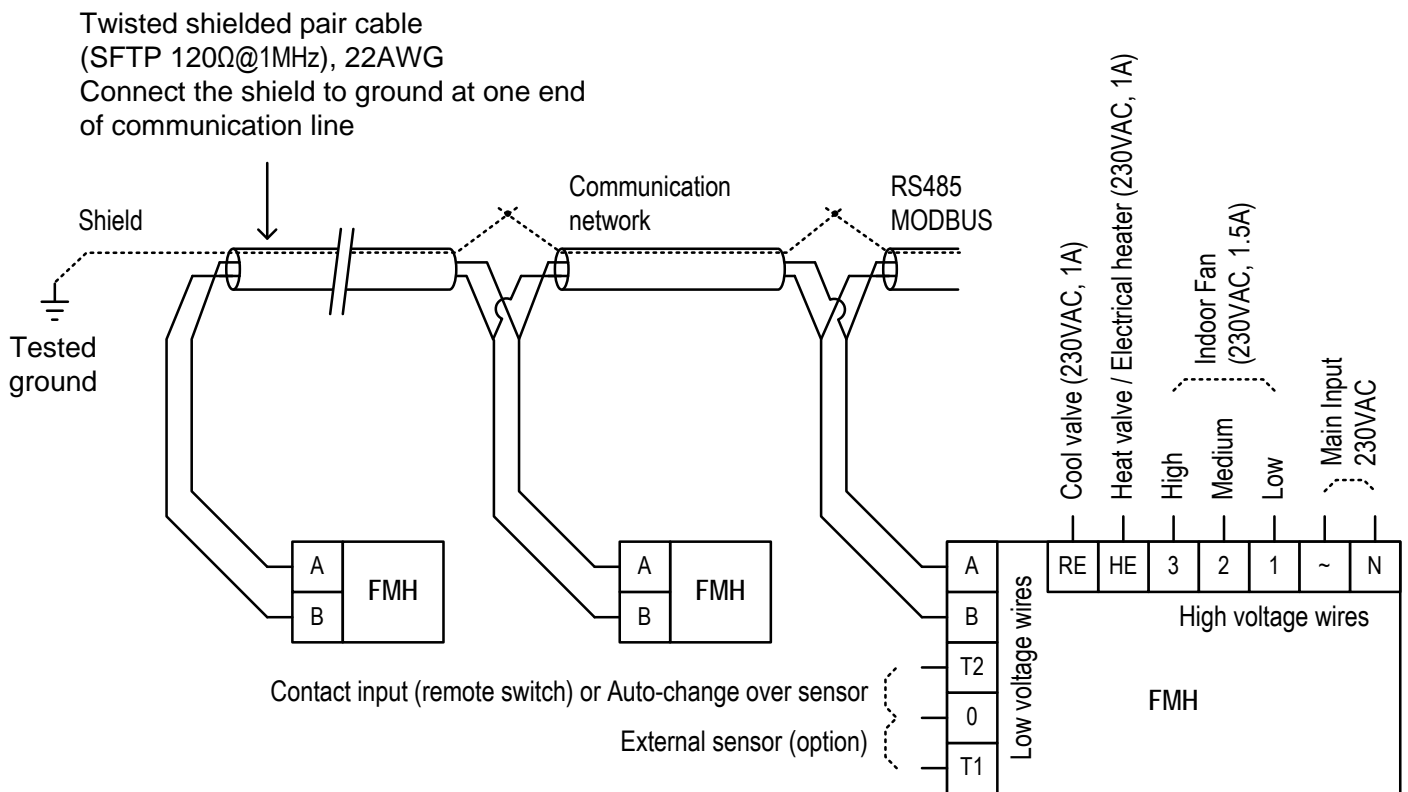 Twisted shielded pair cable
(SFTP 120Ω@1MHz), 22AWG
Connect the shield to ground at one end
of communication line
Shield
Communication
network
RS485
MODBUS
Tested
ground
Cool valve (230VAC, 1A)
Heat valve / Electrical heater (230VAC, 1A)
High
Medium
Low
Indoor Fan
(230VAC, 1.5A)
Main Input
230VAC
A
B
FMH
A
B
FMH
A
B
T2
0
T1
Low voltage wires
RE HE 3 2 1 ~ N
High voltage wires
FMH
Contact input (remote switch) or Auto-change over sensor
External sensor (option)